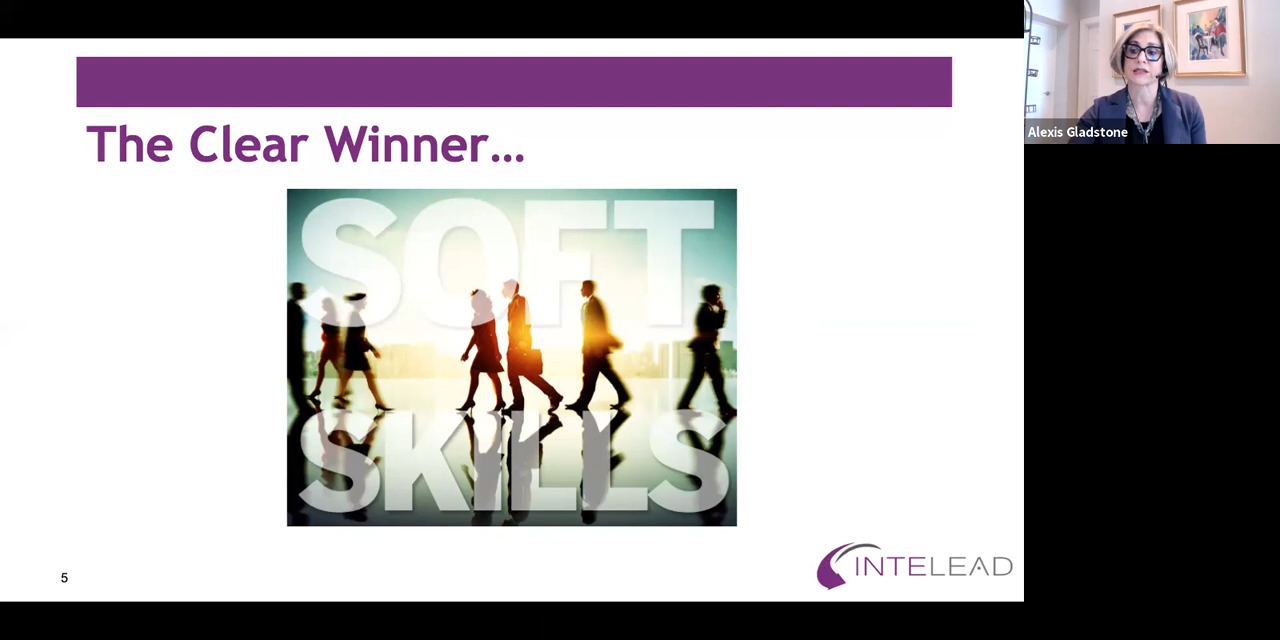 The Clear Winner...
SOFT
SKILLS
5
INTELEAD
Alexis Gladstone